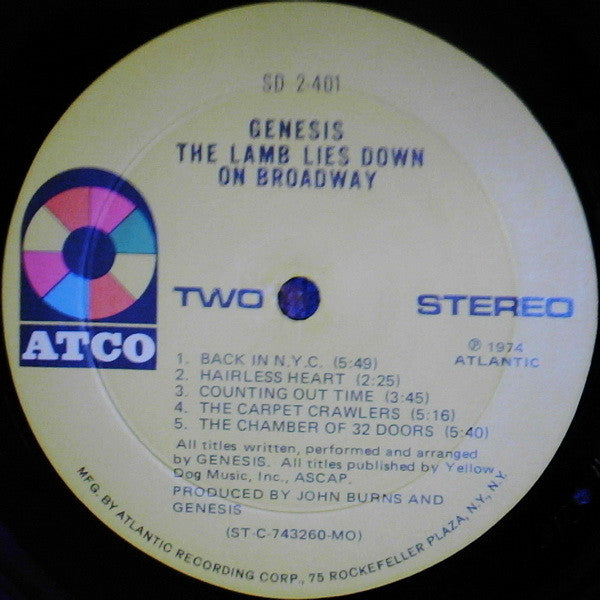 SD 2-401
GENESIS
THE LAMB LIES DOWN
ON BROADWAY
ATCO
TWO
STEREO
℗ 1974
ATLANTIC
1. BACK IN N.Y.C. (5:49)
2. HAIRLESS HEART (2:25)
3. COUNTING OUT TIME (3:45)
4. THE CARPET CRAWLERS (5:16)
5. THE CHAMBER OF 32 DOORS (5:40)
All titles written, performed and arranged
by GENESIS. All titles published by Yellow
Dog Music, Inc., ASCAP.
PRODUCED BY JOHN BURNS AND
GENESIS
(ST-C-743260-MO)
MFG. BY ATLANTIC RECORDING CORP., 75 ROCKEFELLER PLAZA, N.Y., N.Y.